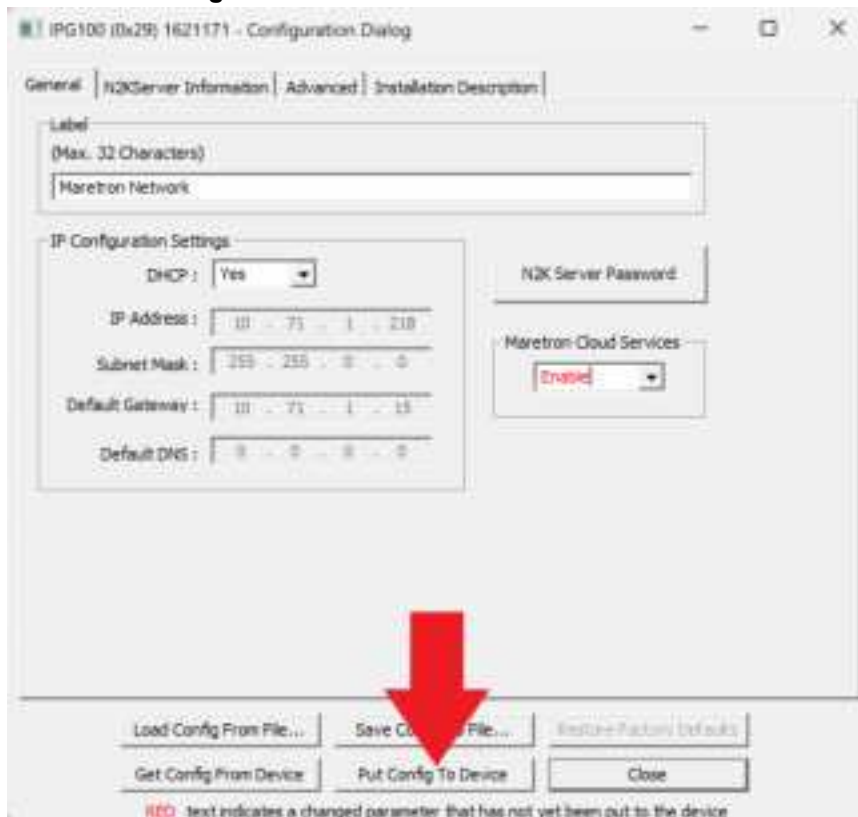 IPG100 (0x29) 1621171 - Configuration Dialog
General N2KServer Information Advanced Installation Description
Label
(Max. 32 Characters)
Maretron Network
IP Configuration Settings
DHCP : Yes
N2K Server Password
IP Address : 10 . 71 . 1 . 218
Maretron Cloud Services
Subnet Mask : 255 . 255 . 0 . 0
Enable
Default Gateway : 10 . 71 . 1 . 15
Default DNS : 0 . 0 . 0 . 0
Load Config From File... Save File... Restore Factory Defaults
Get Config From Device Put Config To Device Close
RED text indicates a changed parameter that has not yet been put to the device